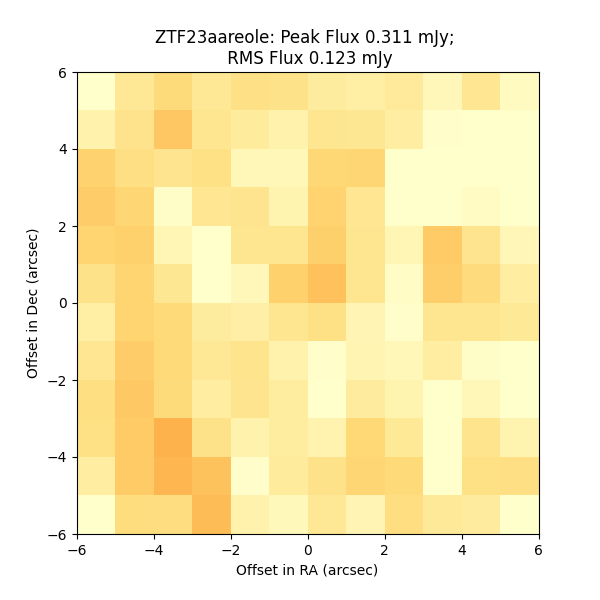 ZTF23aareole: Peak Flux 0.311 mJy;
RMS Flux 0.123 mJy
6
4
2
0
−2
−4
−6
Offset in Dec (arcsec)
−6 −4 −2 0 2 4 6
Offset in RA (arcsec)